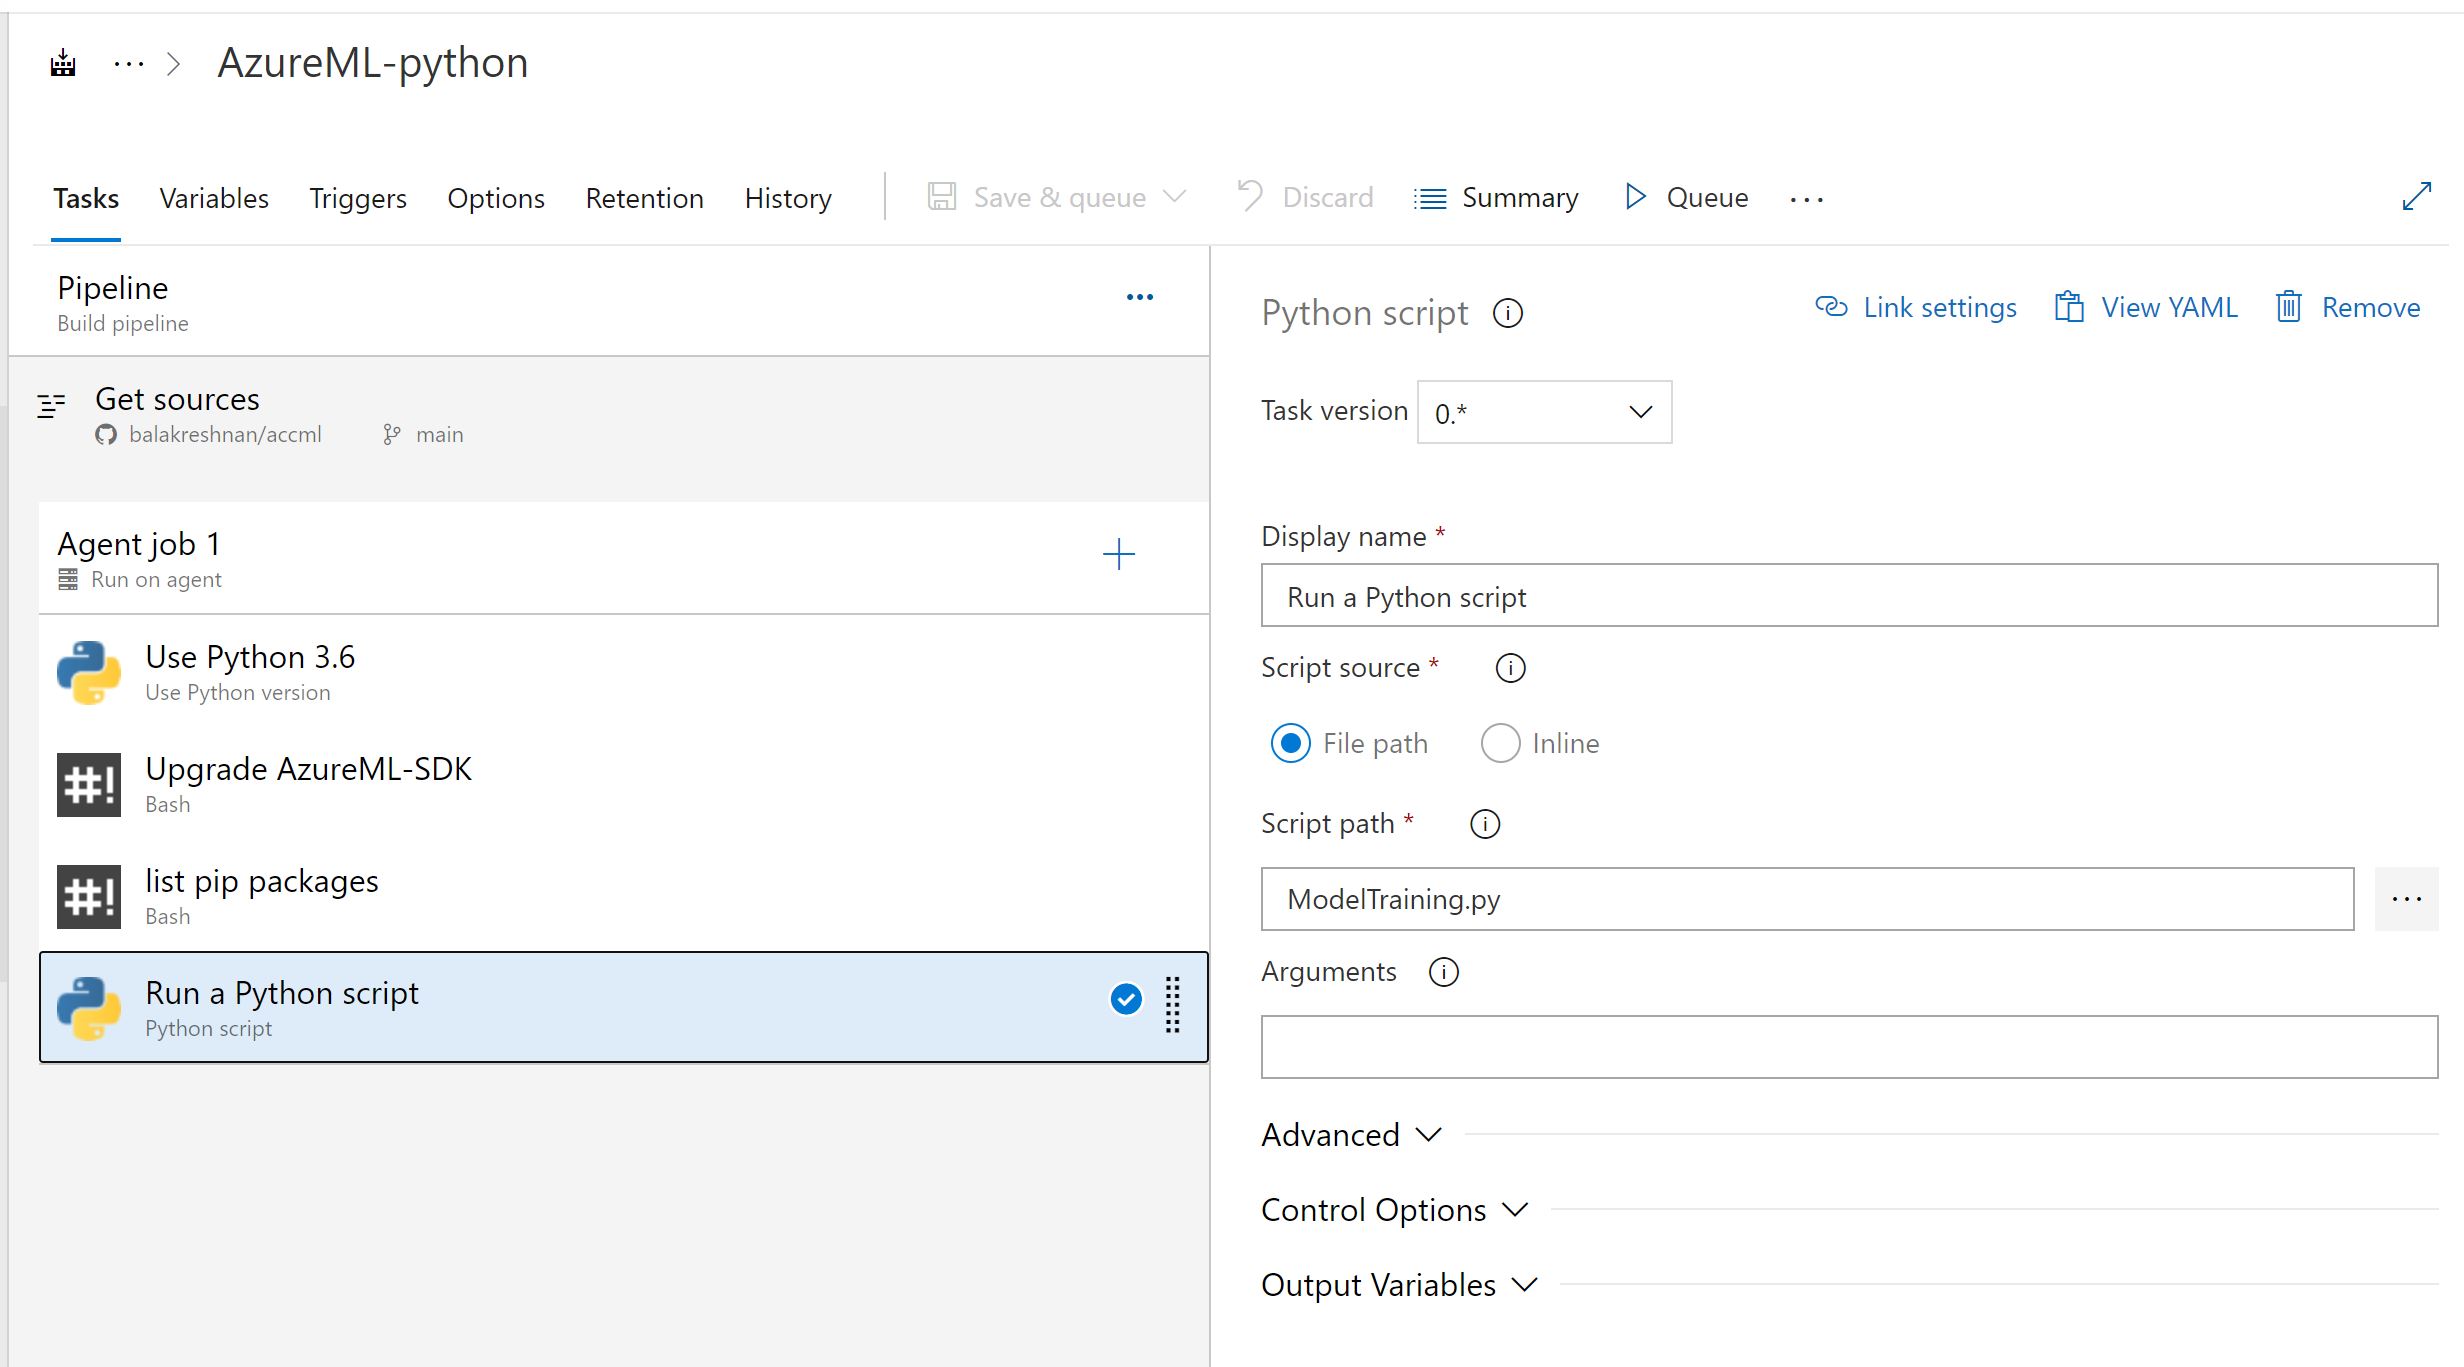 AzureML-python
Tasks Variables Triggers Options Retention History Save & queue Discard Summary Queue ...
Pipeline
Build pipeline
Get sources
balakreshnan/accml main
Agent job 1
Run on agent
Use Python 3.6
Use Python version
#! Upgrade AzureML-SDK
Bash
#! list pip packages
Bash
Run a Python script
Python script
Python script Link settings View YAML Remove
Task version 0.*
Display name *
Run a Python script
Script source *
File path Inline
Script path *
ModelTraining.py ...
Arguments
Advanced
Control Options
Output Variables